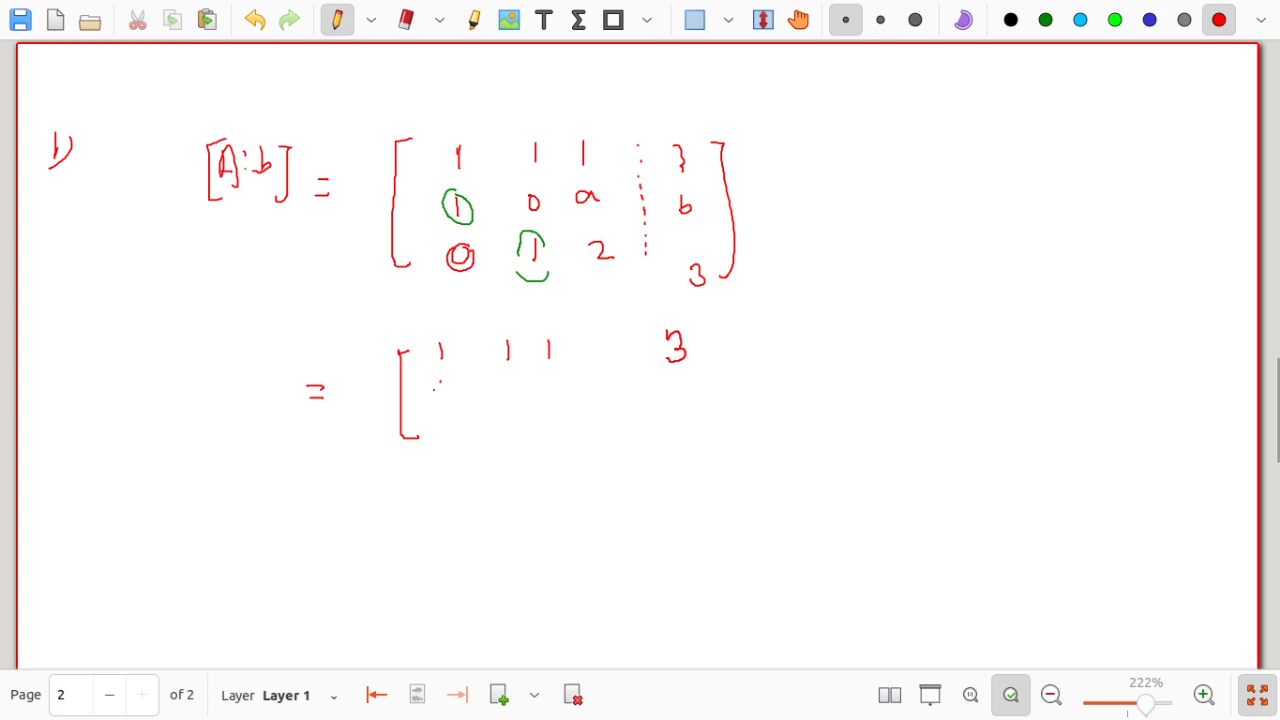 1)
[A:b] = [ 1 1 1 : 3
1 0 a : b
0 1 2 : 3 ]
= [ 1 1 1 3
Page 2 of 2 Layer Layer 1 222%